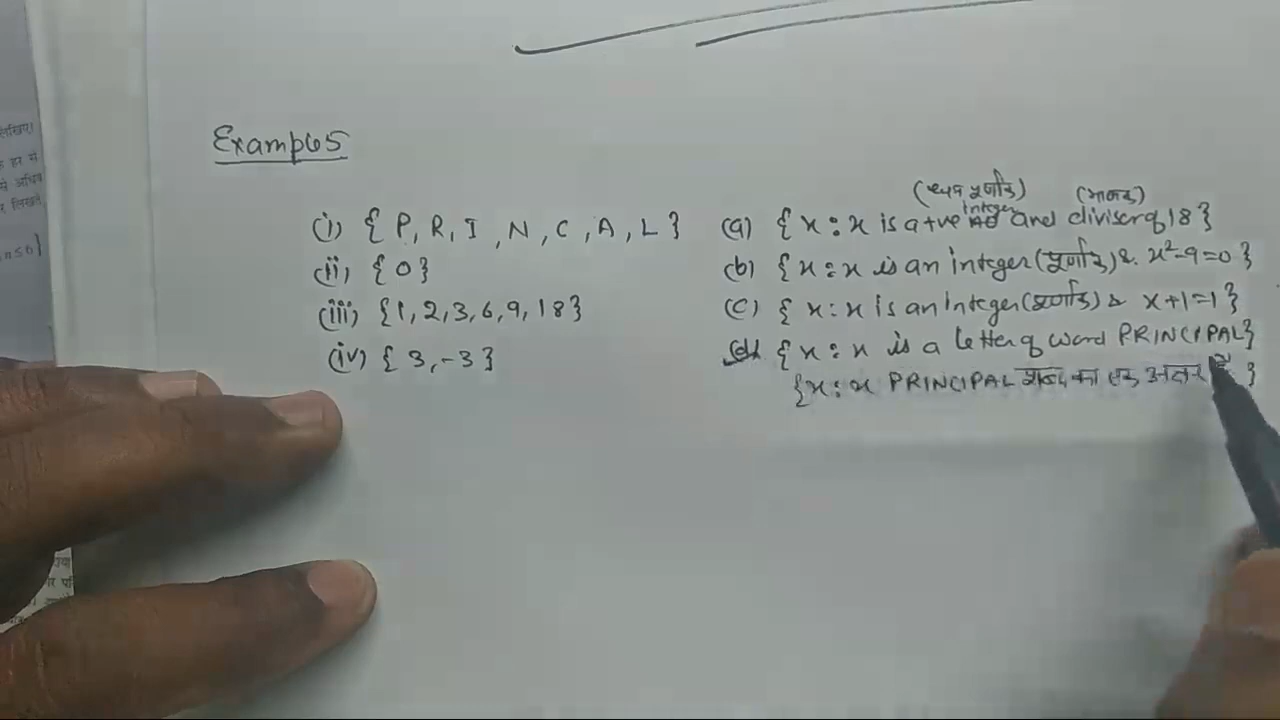 लिखिए।
Examples
(धन पूर्णांक) (भाजक)
(i) { P, R, I, N, C, A, L } (a) { x : x is a +ve integer and diviser of 18 }
(ii) { 0 } (b) { x : x is an integer (पूर्णांक) & x²-9=0 }
(iii) {1, 2, 3, 6, 9, 18 } (c) { x : x is an integer (पूर्णांक) & x+1=1 }
(iv) { 3, -3 } (d) { x : x is a letter of word PRINCIPAL }
{ x : x PRINCIPAL शब्द का एक अक्षर है }